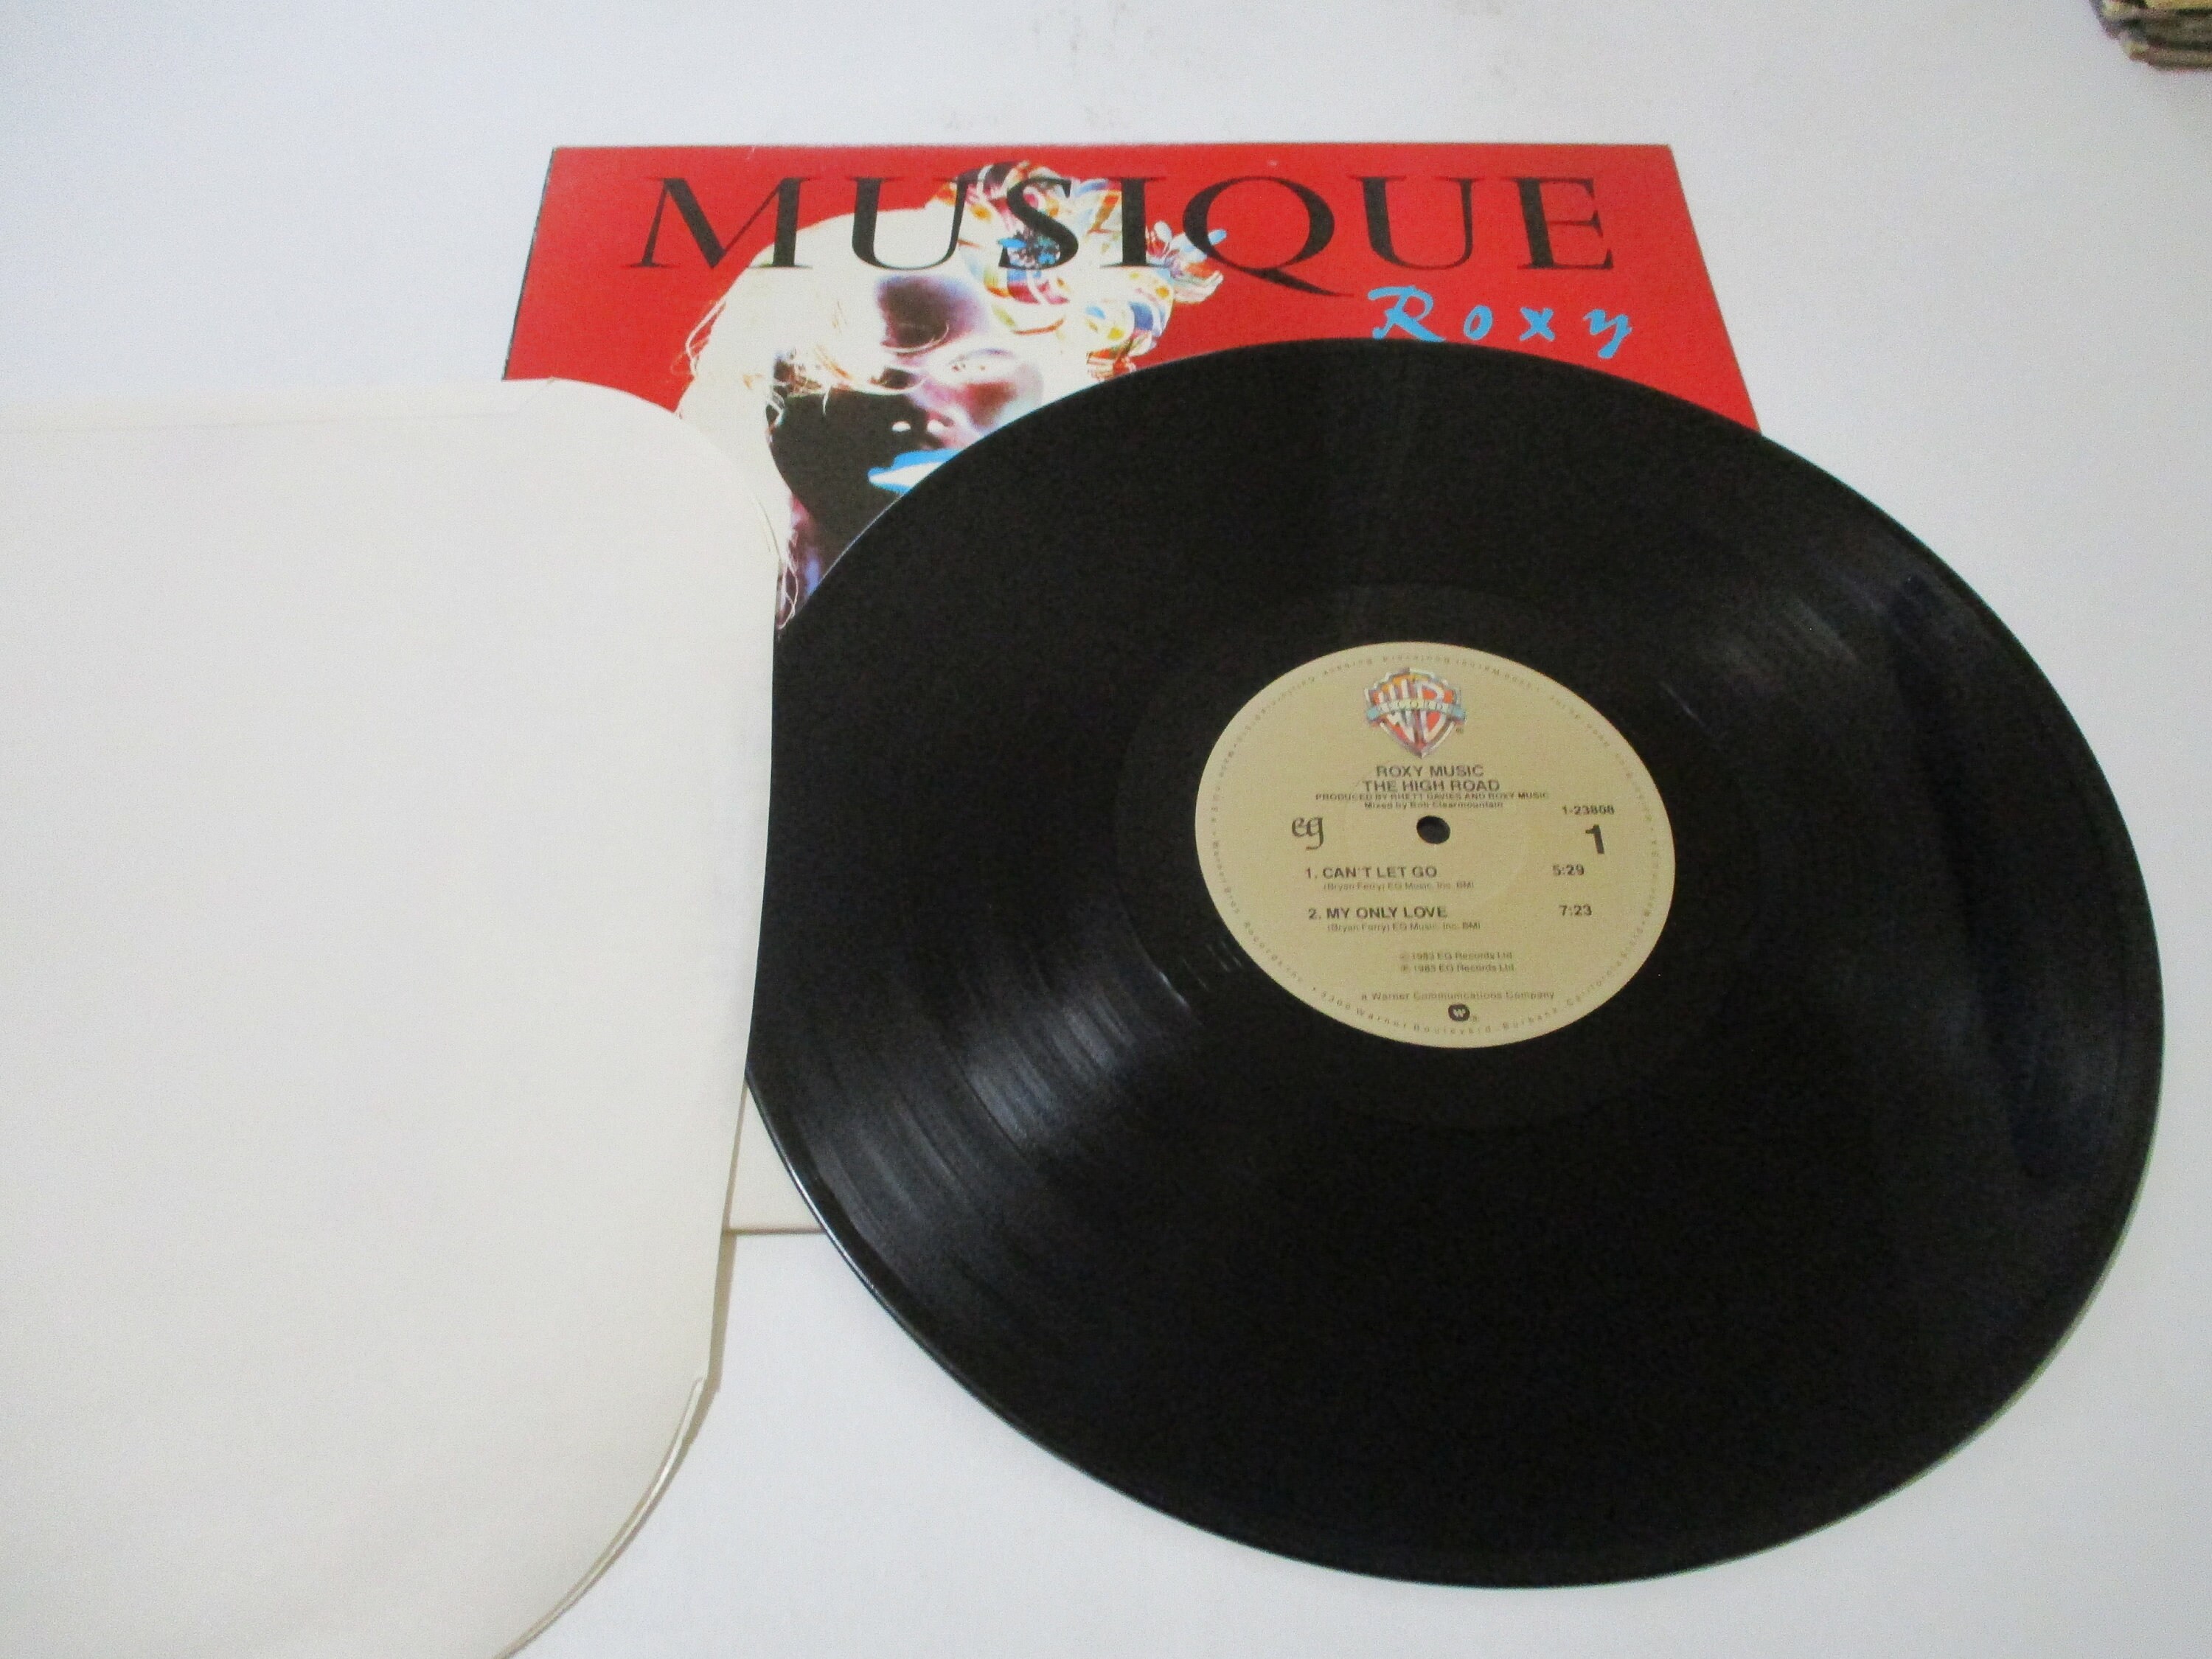 MUSIQUE
Roxy
WB
RECORDS
ROXY MUSIC
THE HIGH ROAD
PRODUCED BY RHETT DAVIES AND ROXY MUSIC
Mixed by Bob Clearmountain
1-23808
eg
1
1. CAN'T LET GO 5:29
(Bryan Ferry) EG Music, Inc. BMI
2. MY ONLY LOVE 7:23
(Bryan Ferry) EG Music, Inc. BMI
© 1983 EG Records Ltd.
℗ 1983 EG Records Ltd.
a Warner Communications Company